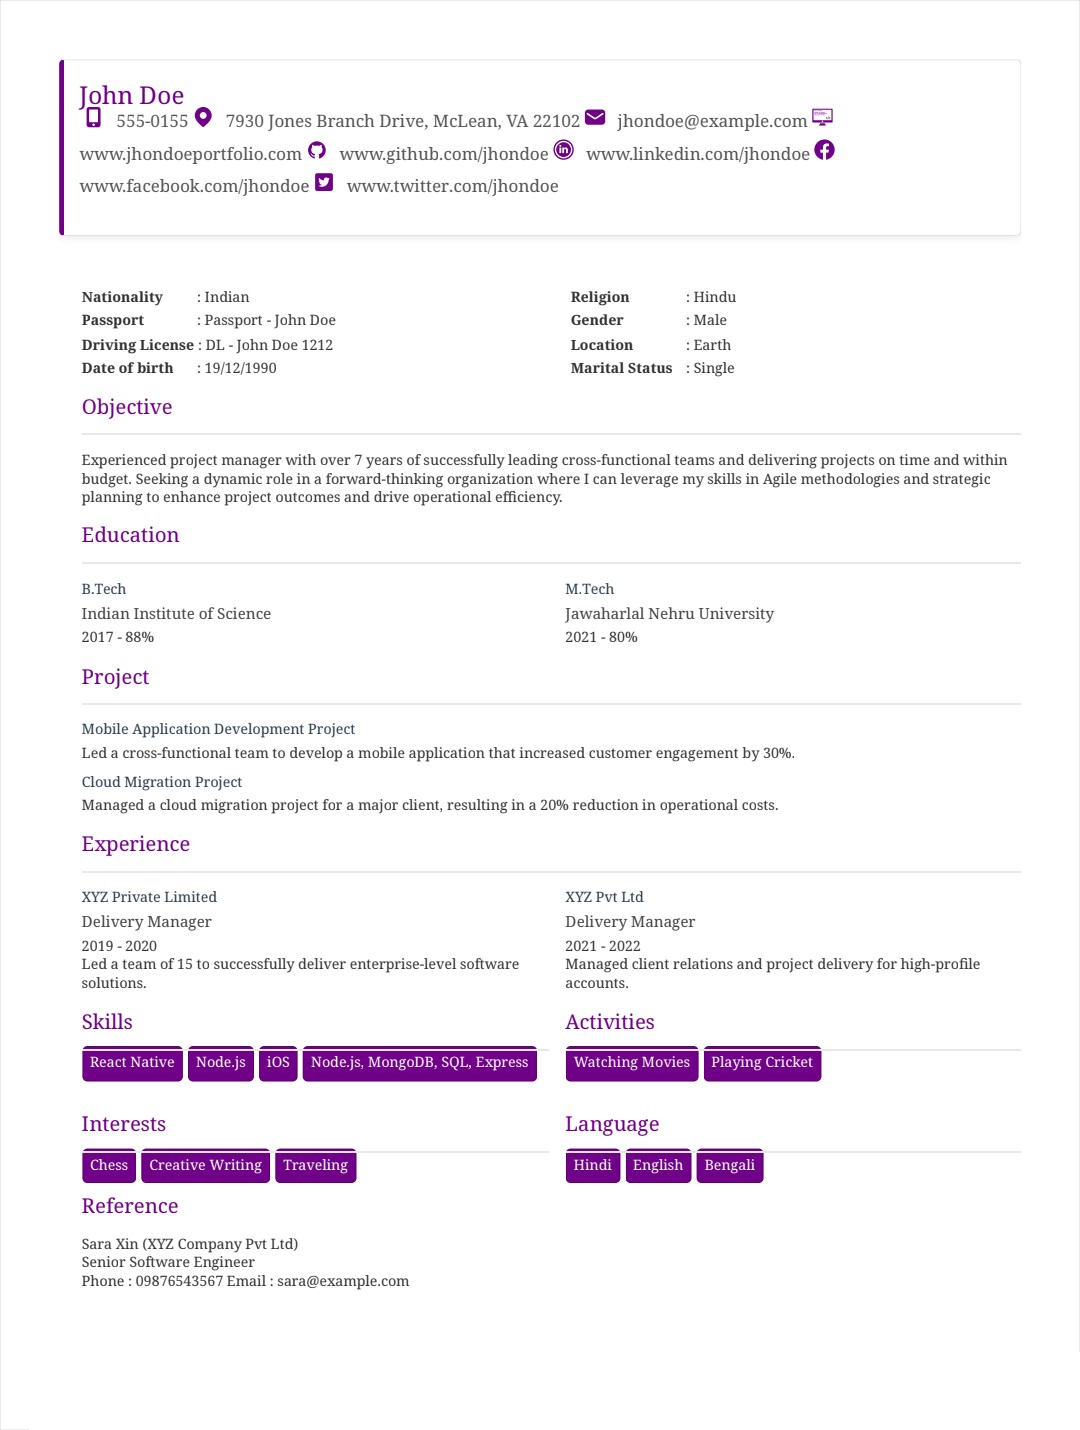 John Doe
555-0155 7930 Jones Branch Drive, McLean, VA 22102 jhondoe@example.com
www.jhondoeportfolio.com www.github.com/jhondoe www.linkedin.com/jhondoe
www.facebook.com/jhondoe www.twitter.com/jhondoe
Nationality : Indian Religion : Hindu
Passport : Passport - John Doe Gender : Male
Driving License : DL - John Doe 1212 Location : Earth
Date of birth : 19/12/1990 Marital Status : Single
Objective
Experienced project manager with over 7 years of successfully leading cross-functional teams and delivering projects on time and within
budget. Seeking a dynamic role in a forward-thinking organization where I can leverage my skills in Agile methodologies and strategic
planning to enhance project outcomes and drive operational efficiency.
Education
B.Tech
Indian Institute of Science
2017 - 88%
M.Tech
Jawaharlal Nehru University
2021 - 80%
Project
Mobile Application Development Project
Led a cross-functional team to develop a mobile application that increased customer engagement by 30%.
Cloud Migration Project
Managed a cloud migration project for a major client, resulting in a 20% reduction in operational costs.
Experience
XYZ Private Limited
Delivery Manager
2019 - 2020
Led a team of 15 to successfully deliver enterprise-level software
solutions.
XYZ Pvt Ltd
Delivery Manager
2021 - 2022
Managed client relations and project delivery for high-profile
accounts.
Skills
React Native Node.js iOS Node.js, MongoDB, SQL, Express
Activities
Watching Movies Playing Cricket
Interests
Chess Creative Writing Traveling
Language
Hindi English Bengali
Reference
Sara Xin (XYZ Company Pvt Ltd)
Senior Software Engineer
Phone : 09876543567 Email : sara@example.com